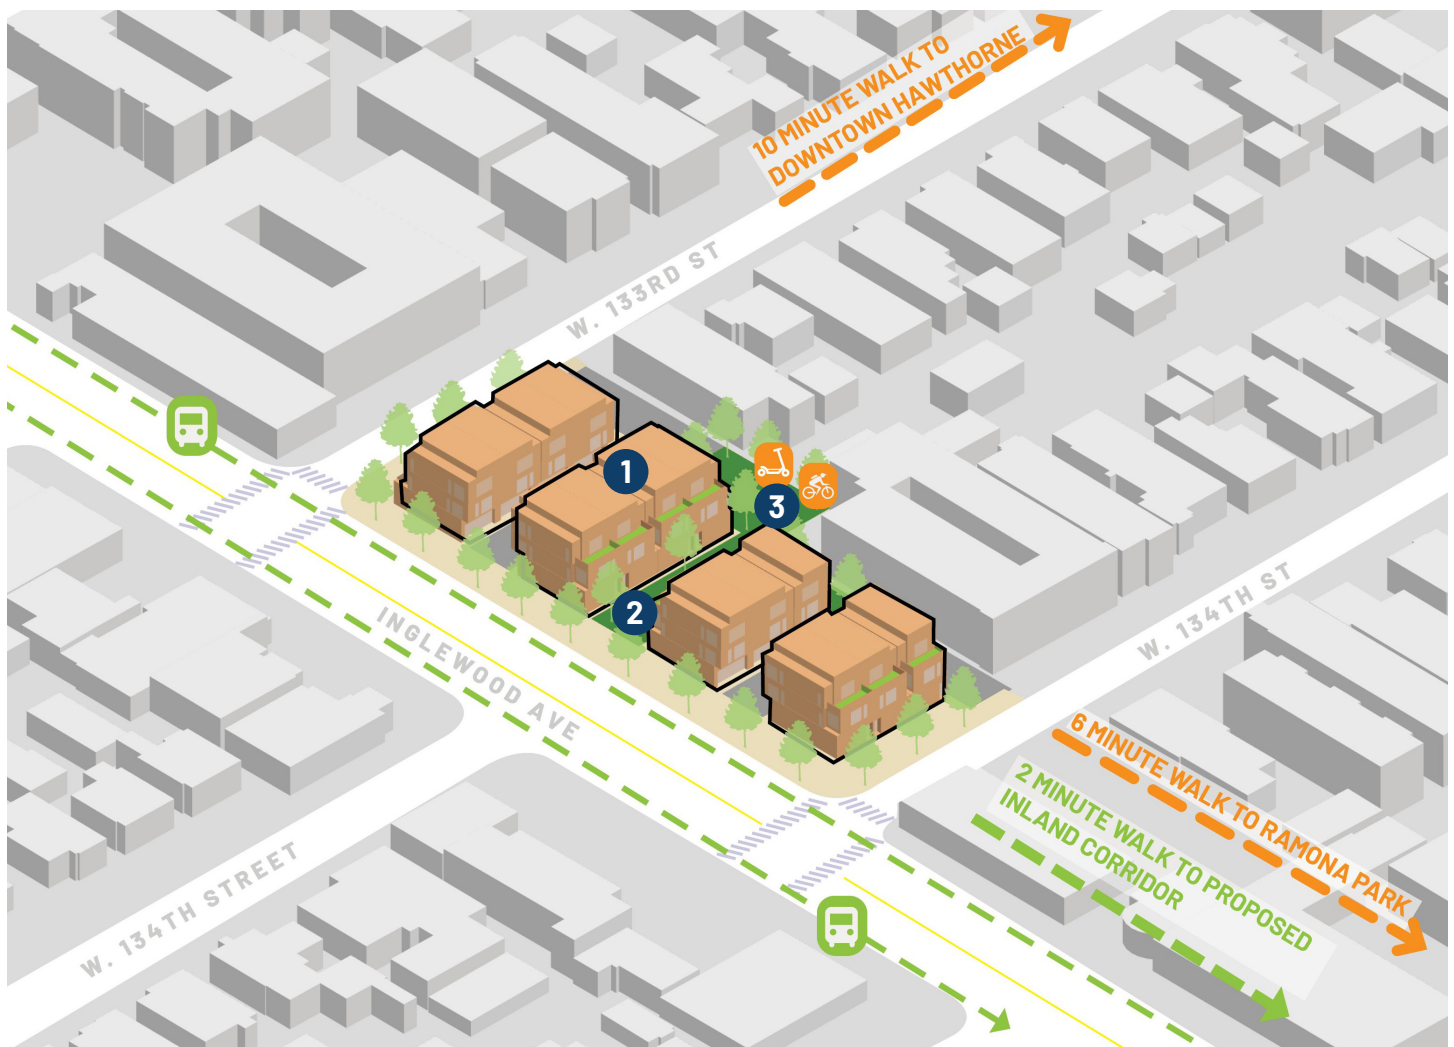 10 MINUTE WALK TO
DOWNTOWN HAWTHORNE
W. 133RD ST
1
3
2
INGLEWOOD AVE
W. 134TH ST
6 MINUTE WALK TO RAMONA PARK
2 MINUTE WALK TO PROPOSED
INLAND CORRIDOR
W. 134TH STREET